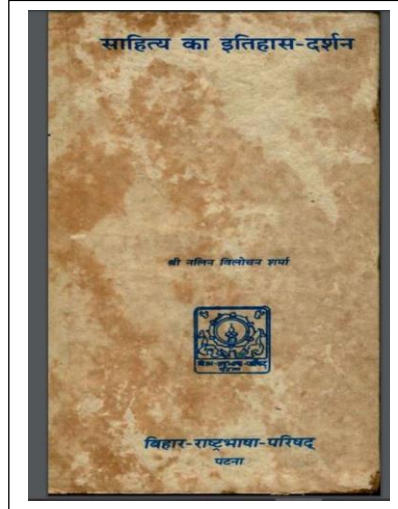 साहित्य का इतिहास-दर्शन
श्री नलिन विलोचन शर्मा
बिहार-राष्ट्रभाषा-परिषद्
पटना